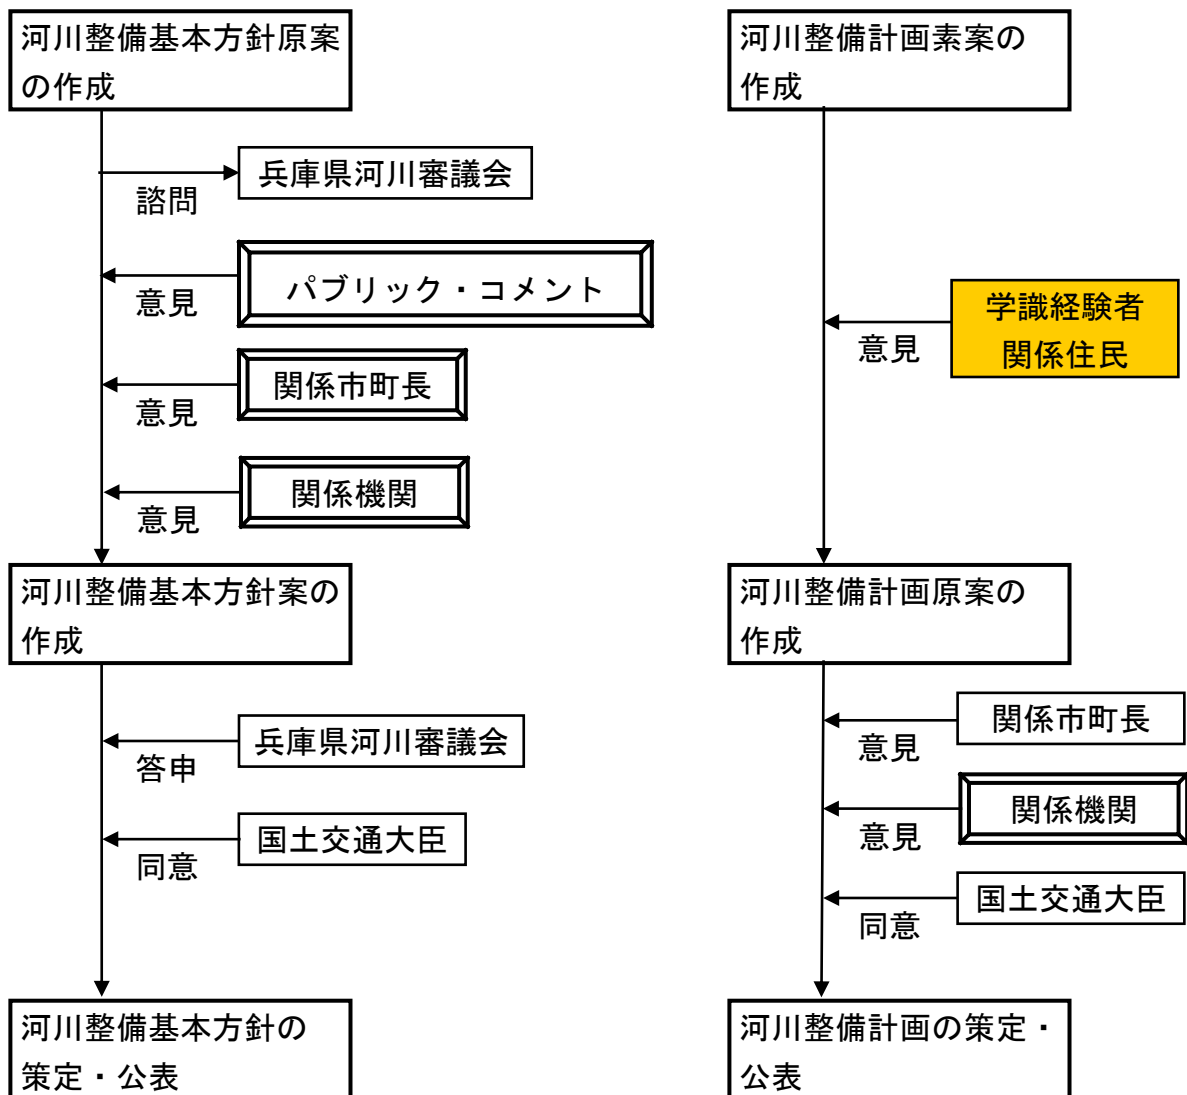 河川整備基本方針原案
の作成
兵庫県河川審議会
諮問
パブリック・コメント
意見
関係市町長
意見
関係機関
意見
河川整備基本方針案の
作成
兵庫県河川審議会
答申
国土交通大臣
同意
河川整備基本方針の
策定・公表
河川整備計画素案の
作成
学識経験者
関係住民
意見
河川整備計画原案の
作成
関係市町長
意見
関係機関
意見
国土交通大臣
同意
河川整備計画の策定・
公表